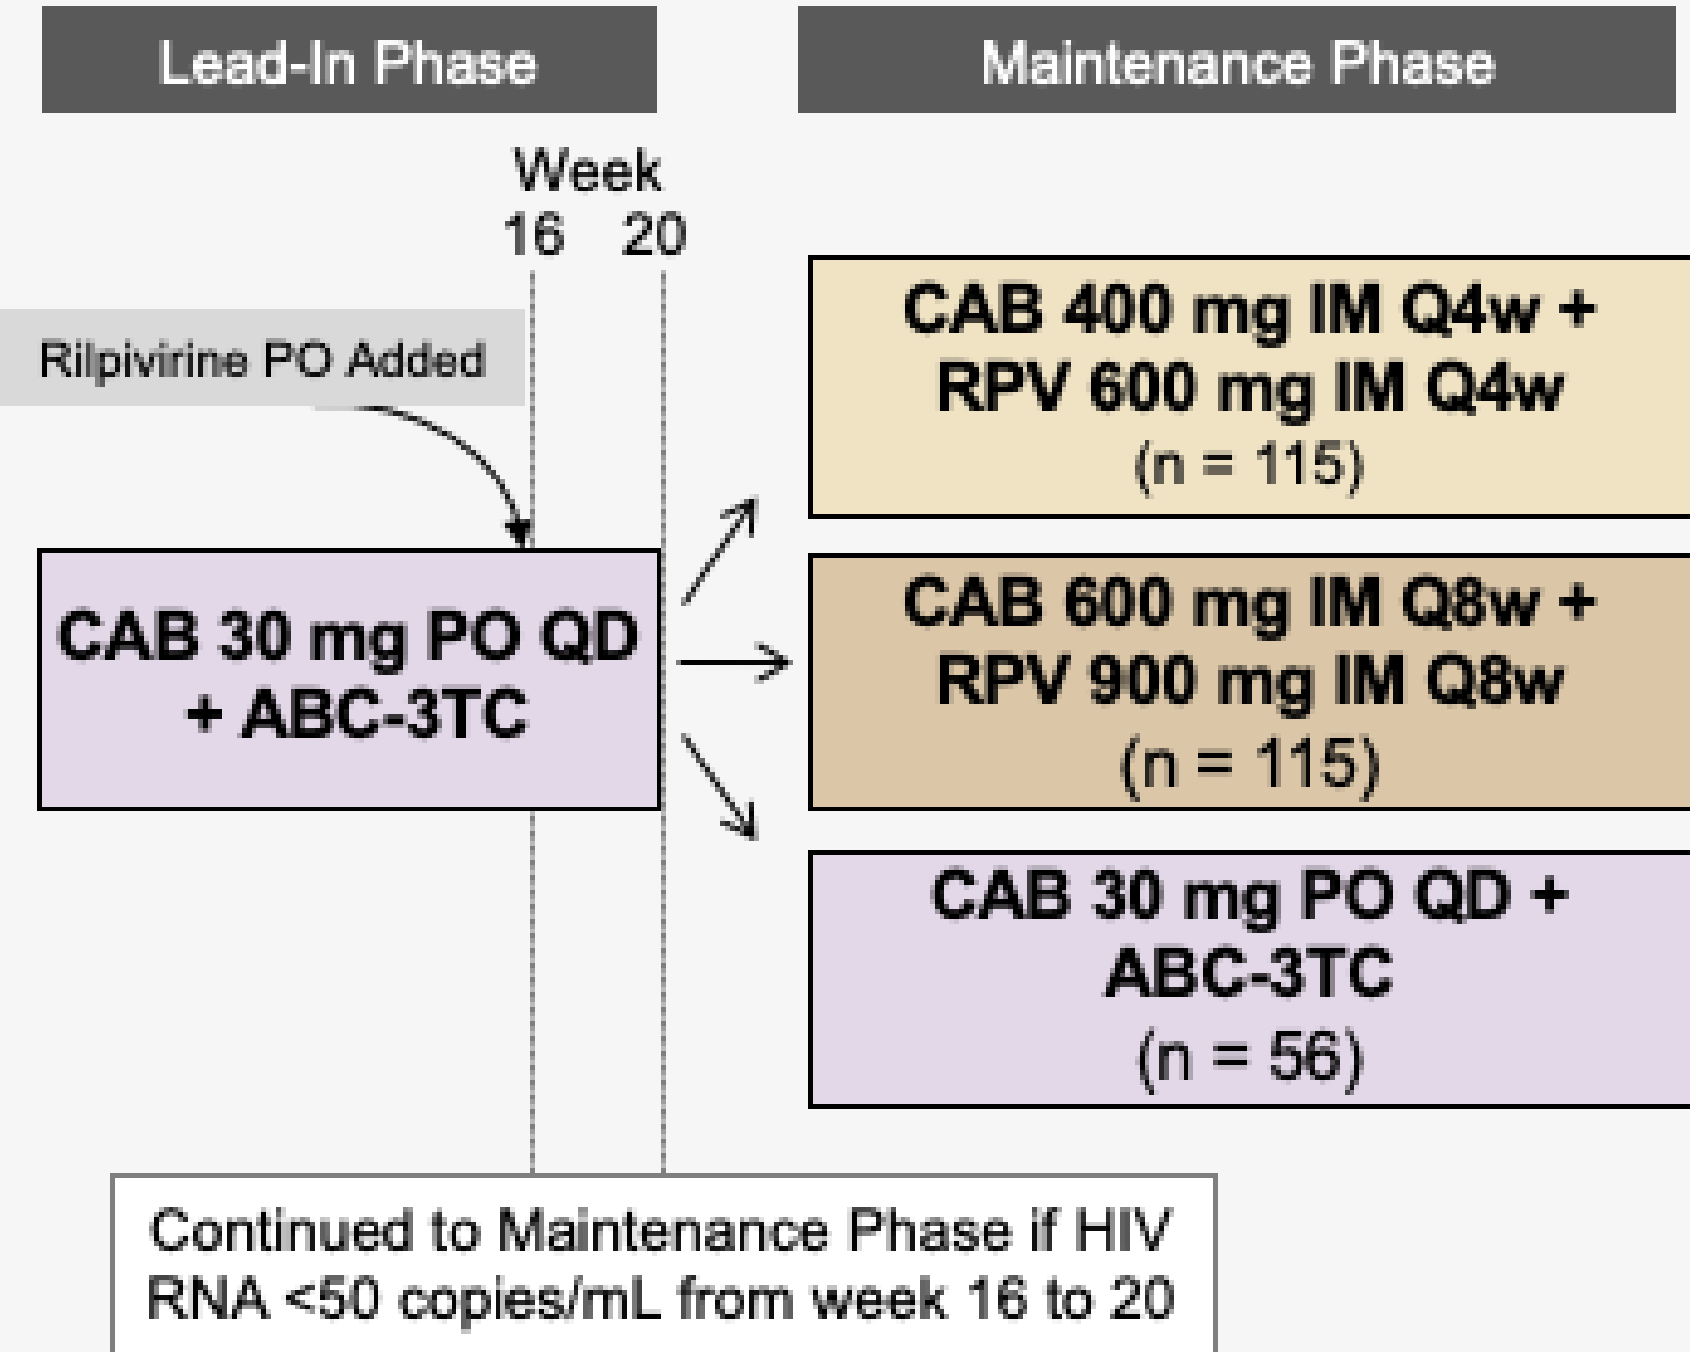 Lead-In Phase
Maintenance Phase
Week
16 20
Rilpivirine PO Added
CAB 30 mg PO QD
+ ABC-3TC
CAB 400 mg IM Q4w +
RPV 600 mg IM Q4w
(n = 115)
CAB 600 mg IM Q8w +
RPV 900 mg IM Q8w
(n = 115)
CAB 30 mg PO QD +
ABC-3TC
(n = 56)
Continued to Maintenance Phase if HIV
RNA <50 copies/mL from week 16 to 20